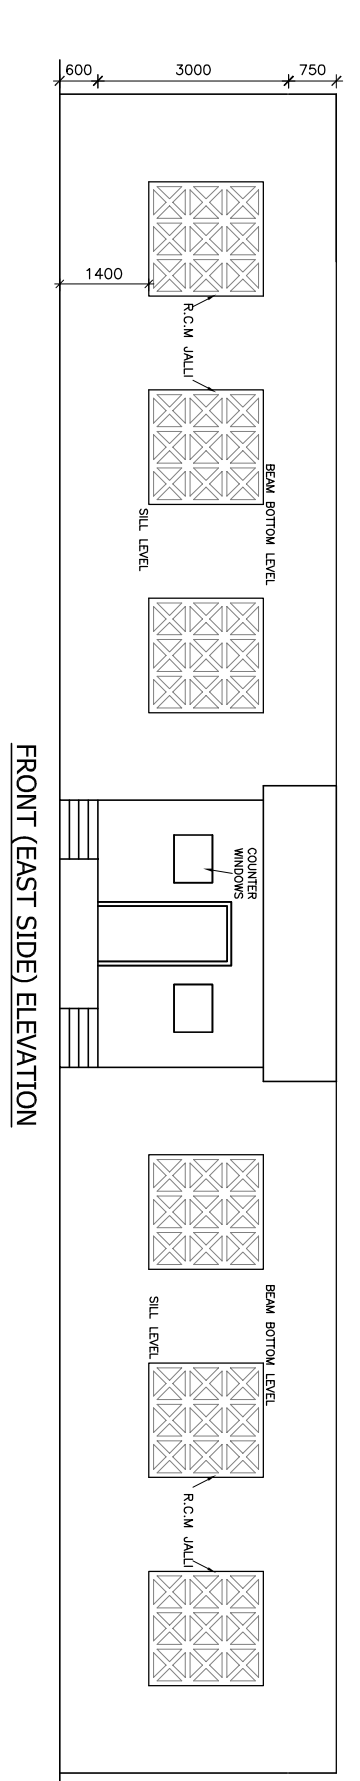 600
3000
750
1400
R.C.M JALLI
BEAM BOTTOM LEVEL
SILL LEVEL
COUNTER
WINDOWS
FRONT (EAST SIDE) ELEVATION
BEAM BOTTOM LEVEL
SILL LEVEL
R.C.M JALLI